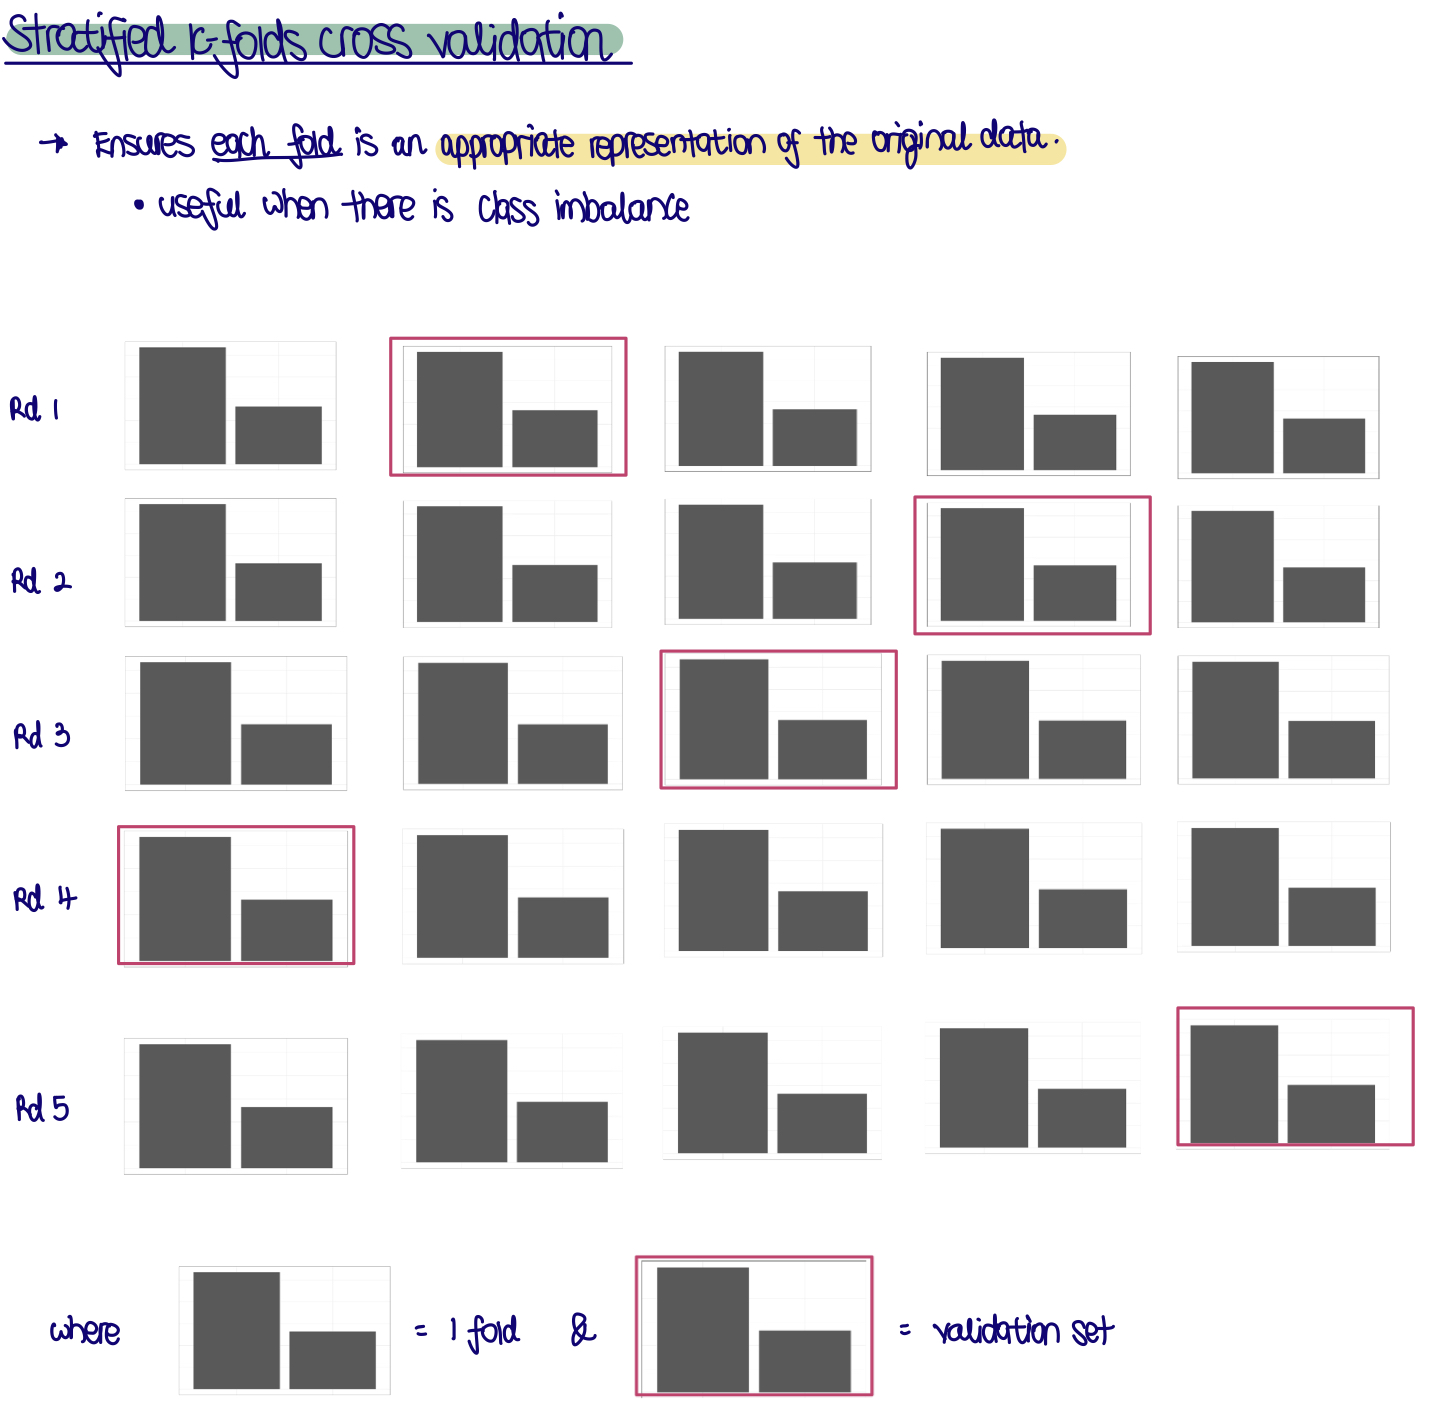 Stratified K-folds cross validation
→ Ensures each fold is an appropriate representation of the original data.
• useful when there is class imbalance
Rd 1
Rd 2
Rd 3
Rd 4
Rd 5
where = 1 fold & = validation set